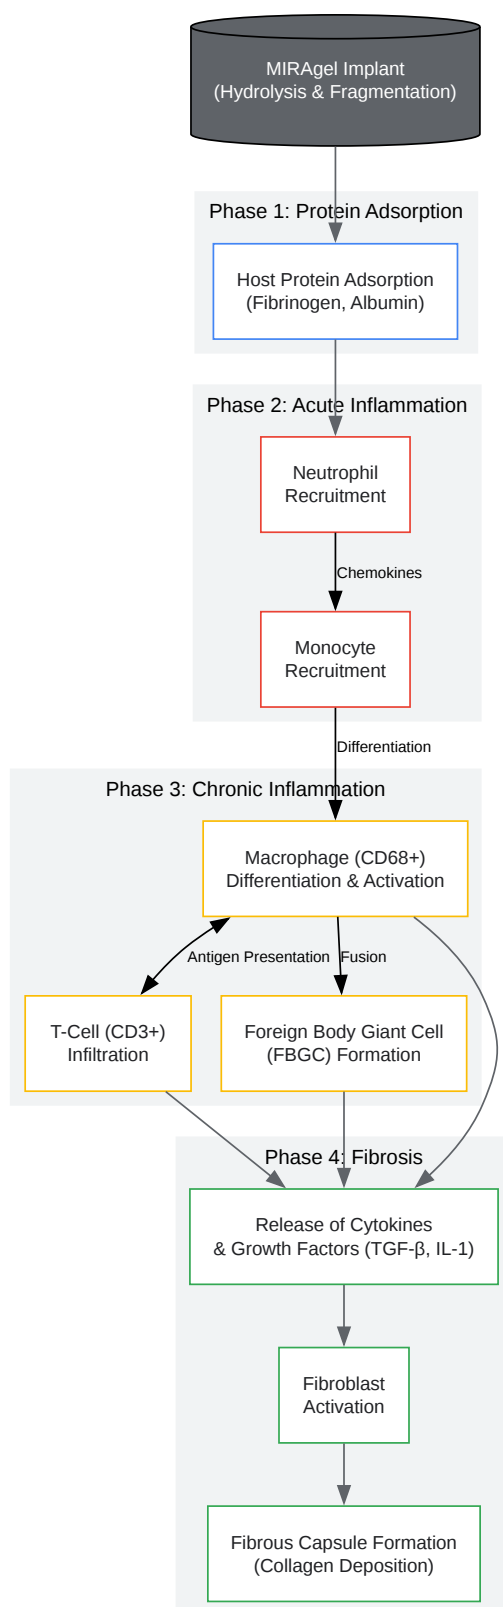 MIRAgel Implant
(Hydrolysis & Fragmentation)
Phase 1: Protein Adsorption
Host Protein Adsorption
(Fibrinogen, Albumin)
Phase 2: Acute Inflammation
Neutrophil
Recruitment
Chemokines
Monocyte
Recruitment
Differentiation
Phase 3: Chronic Inflammation
Macrophage (CD68+)
Differentiation & Activation
Antigen Presentation
Fusion
T-Cell (CD3+)
Infiltration
Foreign Body Giant Cell
(FBGC) Formation
Phase 4: Fibrosis
Release of Cytokines
& Growth Factors (TGF-β, IL-1)
Fibroblast
Activation
Fibrous Capsule Formation
(Collagen Deposition)